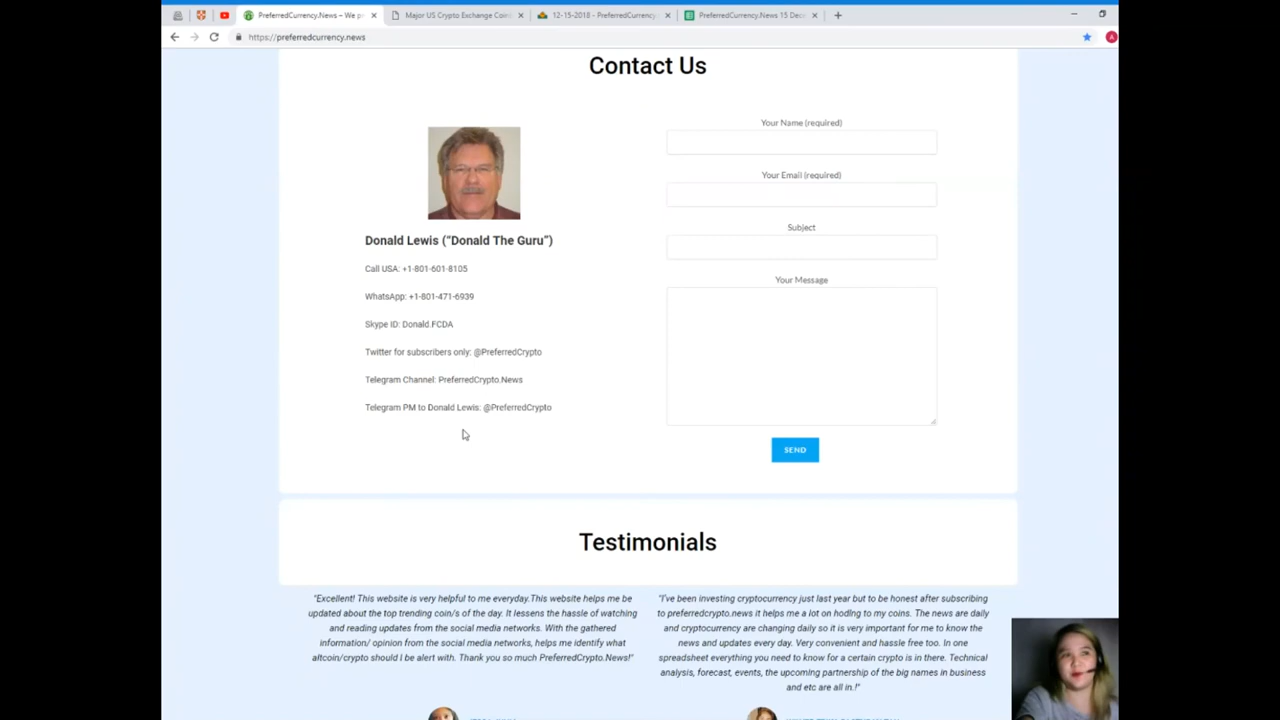 PreferredCurrency.News – We p
Major US Crypto Exchange Coin
12-15-2018 - PreferredCurrency
PreferredCurrency.News 15 Dec
https://preferredcurrency.news
Contact Us
Donald Lewis ("Donald The Guru")
Call USA: +1-801-601-8105
WhatsApp: +1-801-471-6939
Skype ID: Donald.FCDA
Twitter for subscribers only: @PreferredCrypto
Telegram Channel: PreferredCrypto.News
Telegram PM to Donald Lewis: @PreferredCrypto
Your Name (required)
Your Email (required)
Subject
Your Message
SEND
Testimonials
"Excellent! This website is very helpful to me everyday.This website helps me be
updated about the top trending coin/s of the day. It lessens the hassle of watching
and reading updates from the social media networks. With the gathered
information/ opinion from the social media networks, helps me identify what
altcoin/crypto should I be alert with. Thank you so much PreferredCrypto.News!"
"I've been investing cryptocurrency just last year but to be honest after subscribing
to preferredcrypto.news it helps me a lot on hodlng to my coins. The news are daily
and cryptocurrency are changing daily so it is very important for me to know the
news and updates every day. Very convenient and hassle free too. In one
spreadsheet everything you need to know for a certain crypto is in there. Technical
analysis, forecast, events, the upcoming partnership of the big names in business
and etc are all in.!"